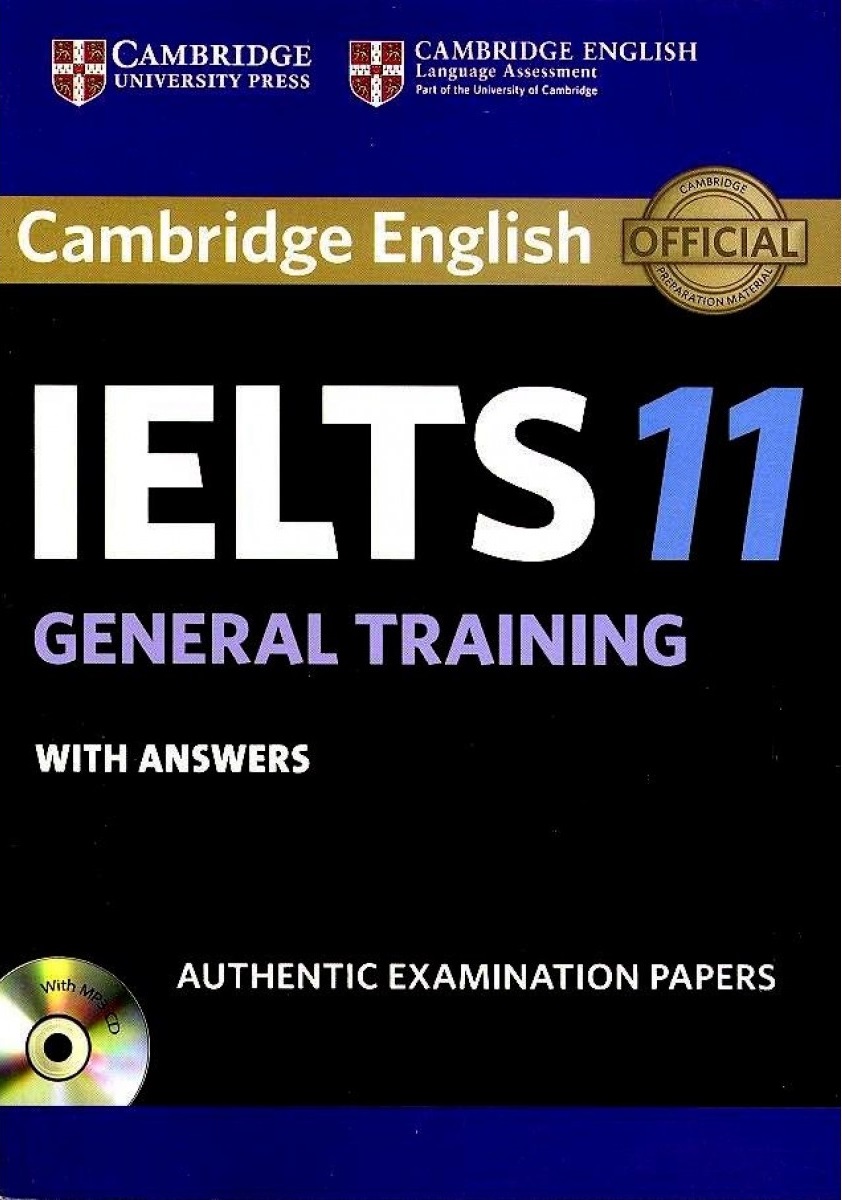 CAMBRIDGE
UNIVERSITY PRESS
CAMBRIDGE ENGLISH
Language Assessment
Part of the University of Cambridge
Cambridge English
CAMBRIDGE
OFFICIAL
PREPARATION MATERIAL
IELTS 11
GENERAL TRAINING
WITH ANSWERS
With MP3 CD
AUTHENTIC EXAMINATION PAPERS